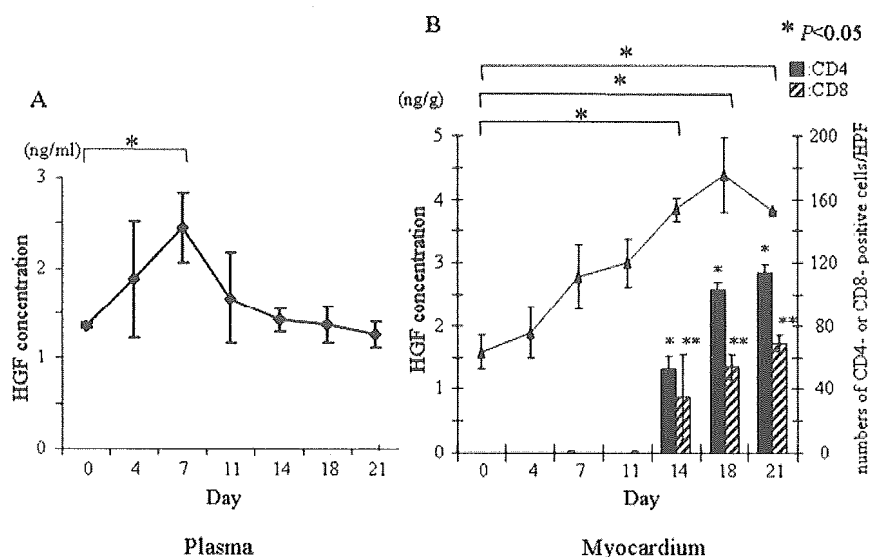 A
(ng/ml)
*
3
2
1
0
HGF concentration
0 4 7 11 14 18 21
Day
Plasma
B
* P<0.05
:CD4
:CD8
(ng/g)
*
*
*
5
4
3
2
1
0
HGF concentration
200
160
120
80
40
0
numbers of CD4- or CD8- positive cells/HPF
* ** * ** * **
0 4 7 11 14 18 21
Day
Myocardium